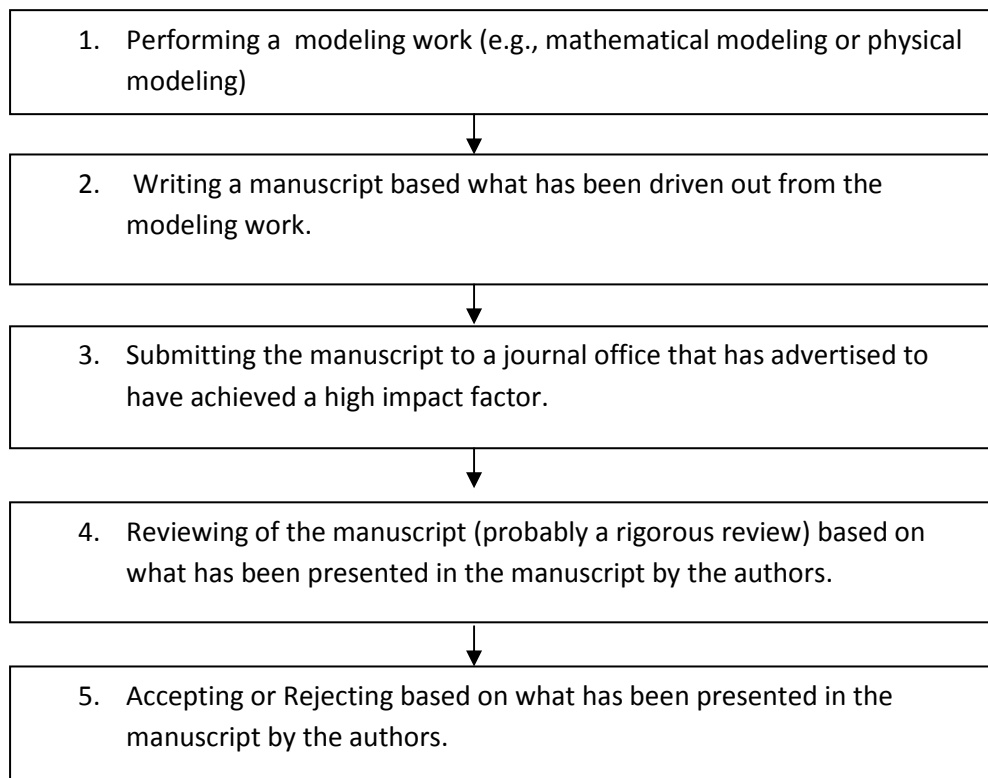 1. Performing a modeling work (e.g., mathematical modeling or physical
modeling)
2. Writing a manuscript based what has been driven out from the
modeling work.
3. Submitting the manuscript to a journal office that has advertised to
have achieved a high impact factor.
4. Reviewing of the manuscript (probably a rigorous review) based on
what has been presented in the manuscript by the authors.
5. Accepting or Rejecting based on what has been presented in the
manuscript by the authors.